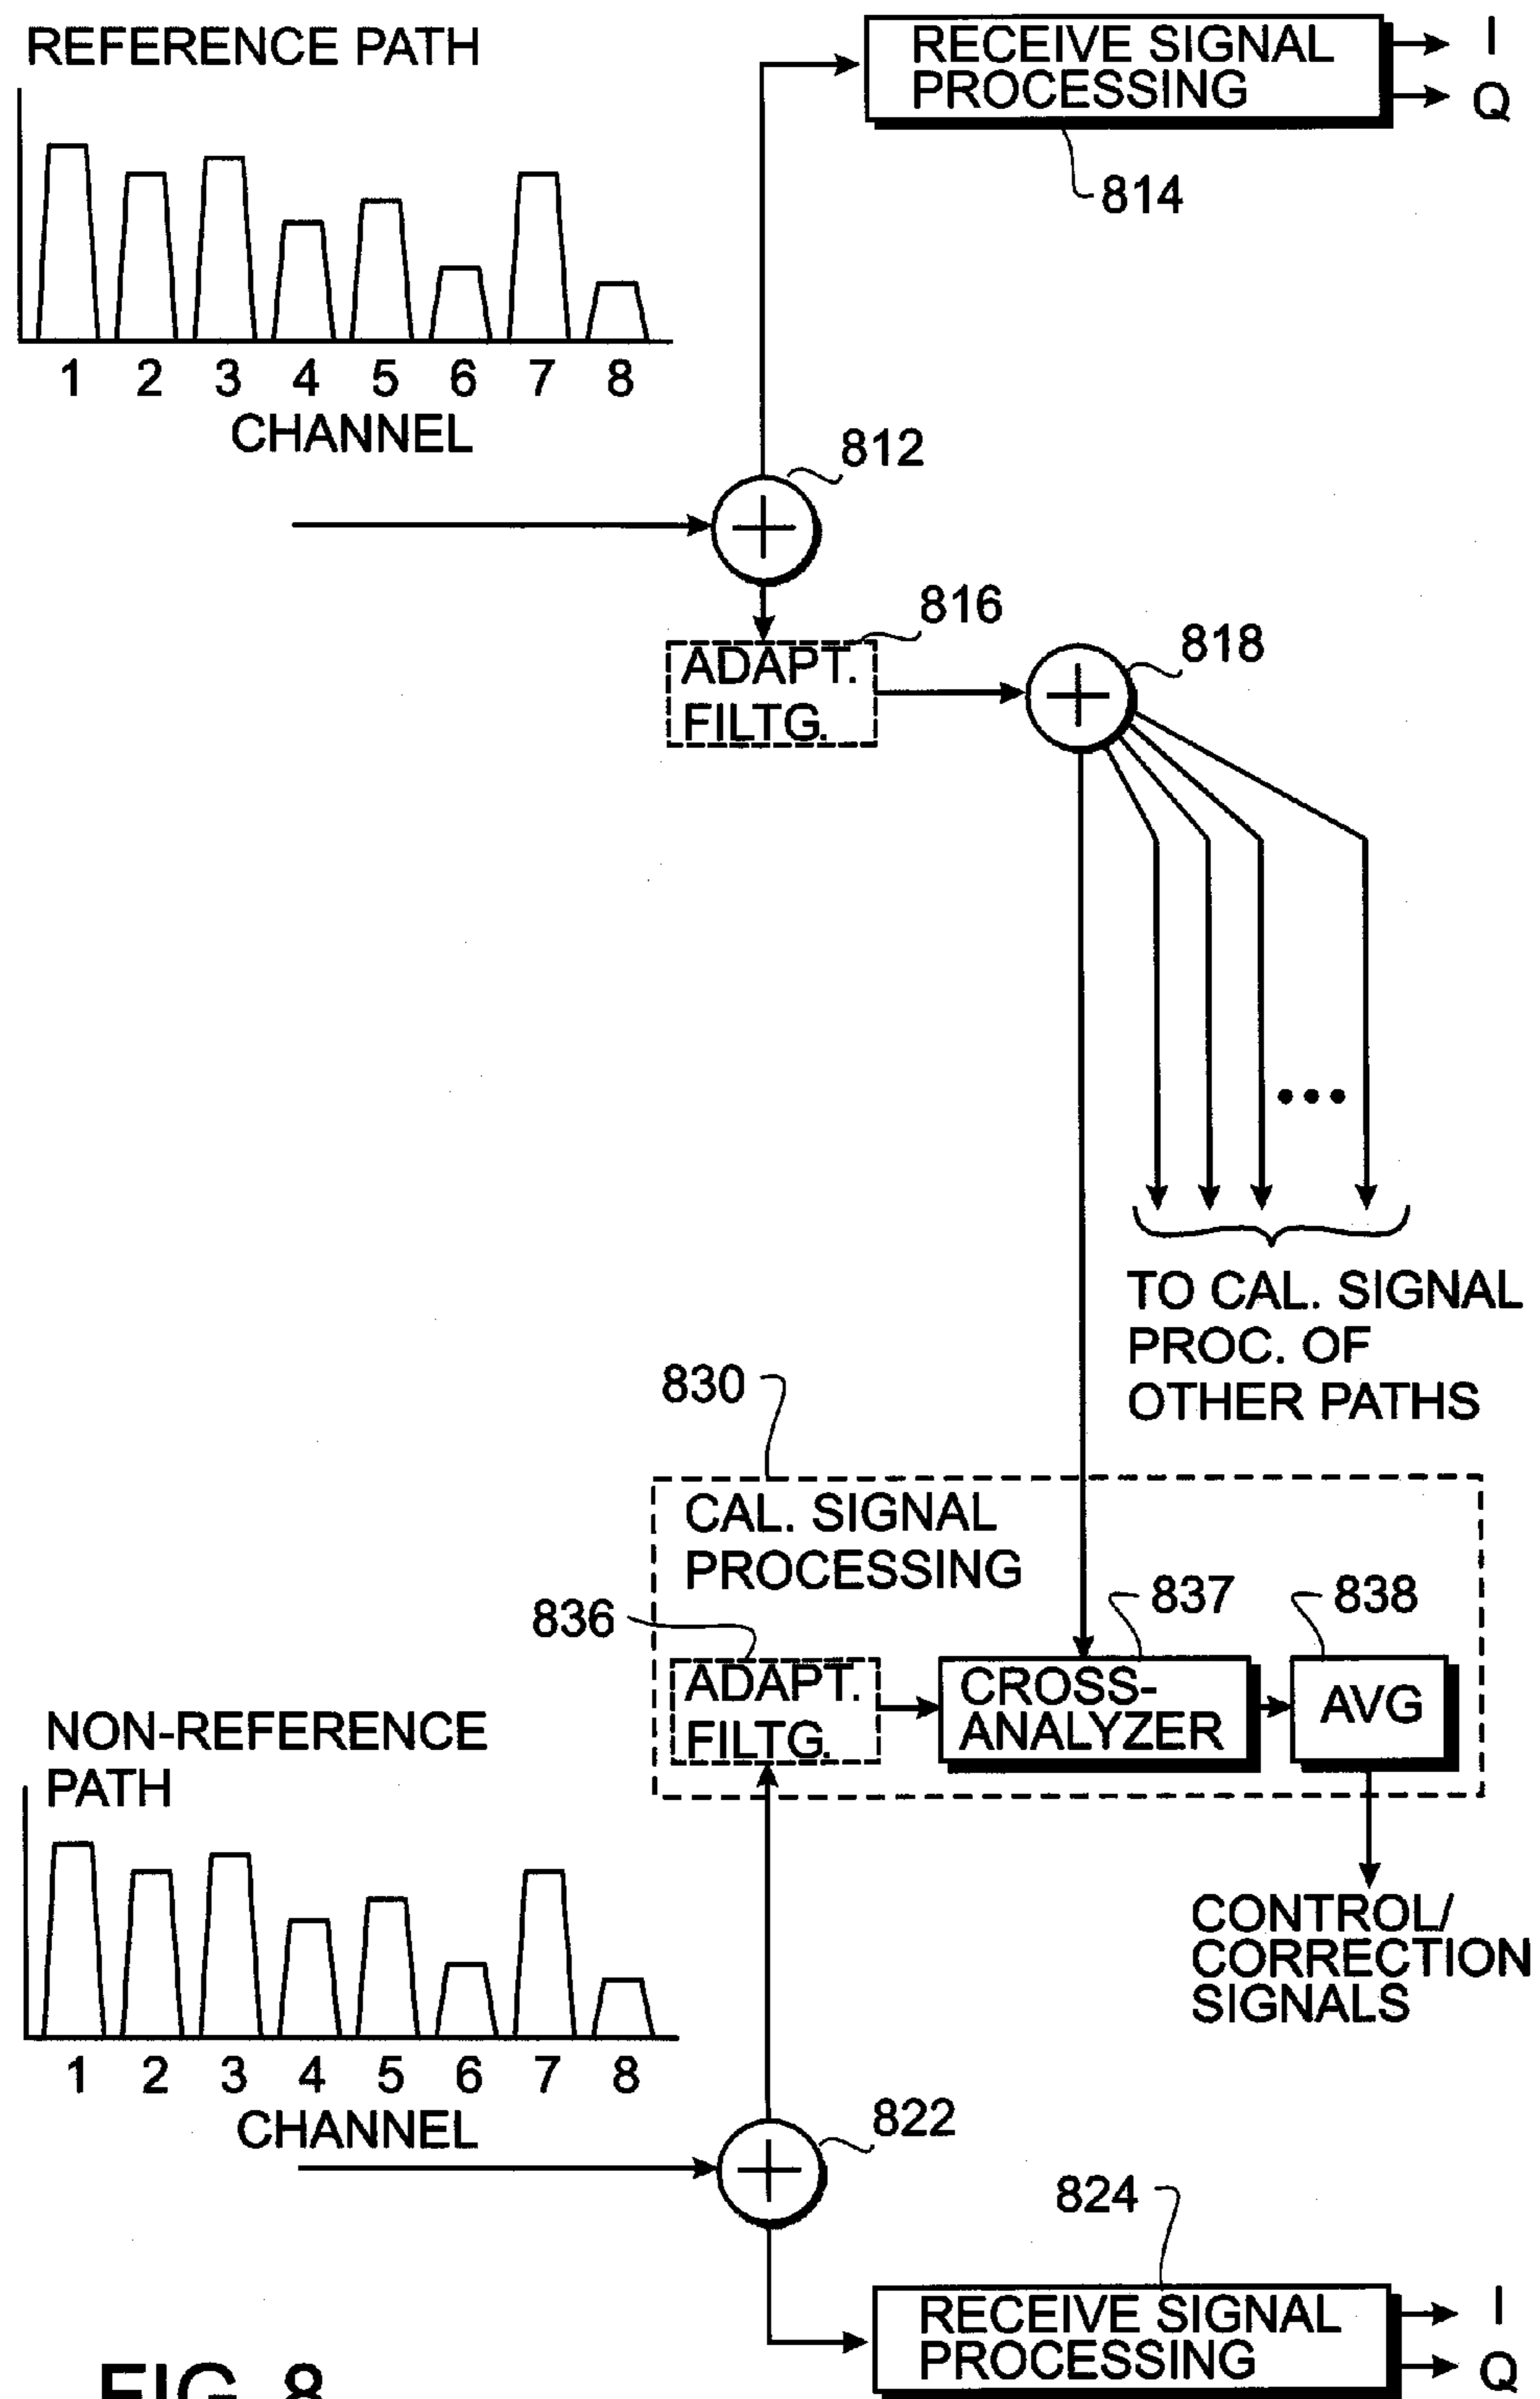 REFERENCE PATH
RECEIVE SIGNAL
PROCESSING
I
Q
814
1 2 3 4 5 6 7 8
CHANNEL
812
816
ADAPT.
FILTG.
818
TO CAL. SIGNAL
PROC. OF
OTHER PATHS
830
CAL. SIGNAL
PROCESSING
836
837
838
ADAPT.
FILTG.
CROSS-
ANALYZER
AVG
NON-REFERENCE
PATH
CONTROL/
CORRECTION
SIGNALS
1 2 3 4 5 6 7 8
CHANNEL
822
824
RECEIVE SIGNAL
PROCESSING
I
Q
FIG. 8